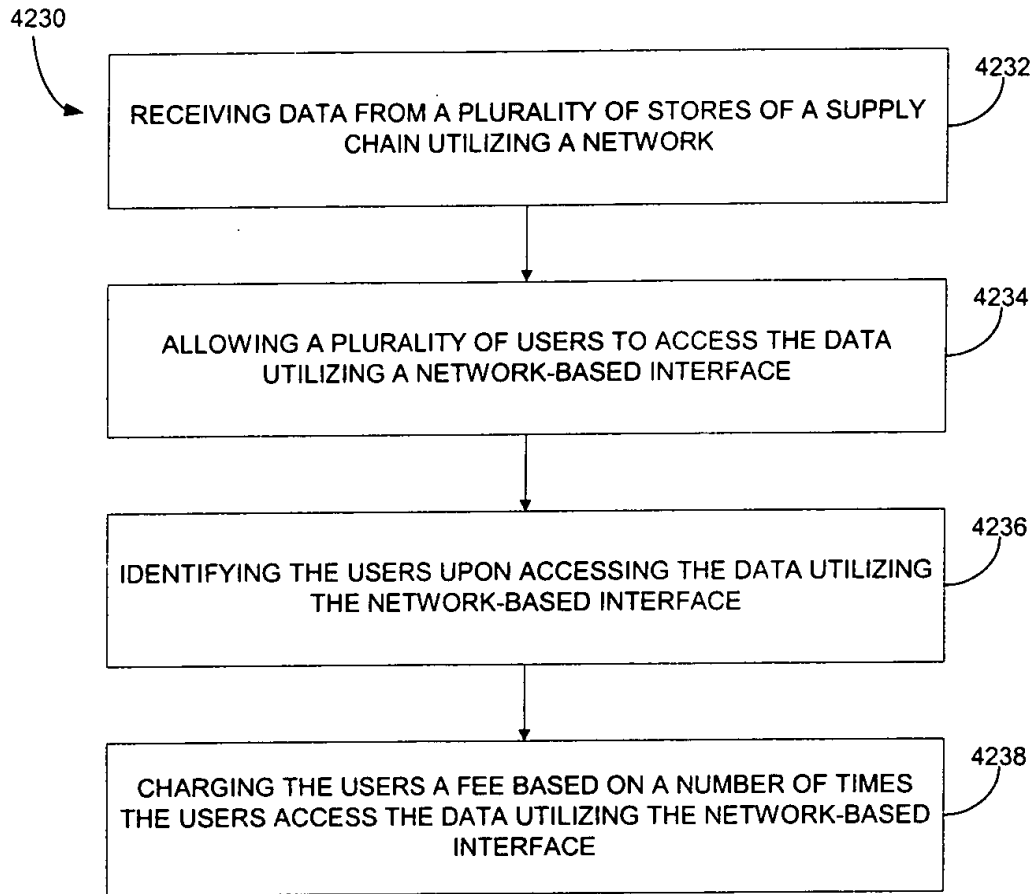 4230
4232
RECEIVING DATA FROM A PLURALITY OF STORES OF A SUPPLY
CHAIN UTILIZING A NETWORK
4234
ALLOWING A PLURALITY OF USERS TO ACCESS THE DATA
UTILIZING A NETWORK-BASED INTERFACE
4236
IDENTIFYING THE USERS UPON ACCESSING THE DATA UTILIZING
THE NETWORK-BASED INTERFACE
4238
CHARGING THE USERS A FEE BASED ON A NUMBER OF TIMES
THE USERS ACCESS THE DATA UTILIZING THE NETWORK-BASED
INTERFACE